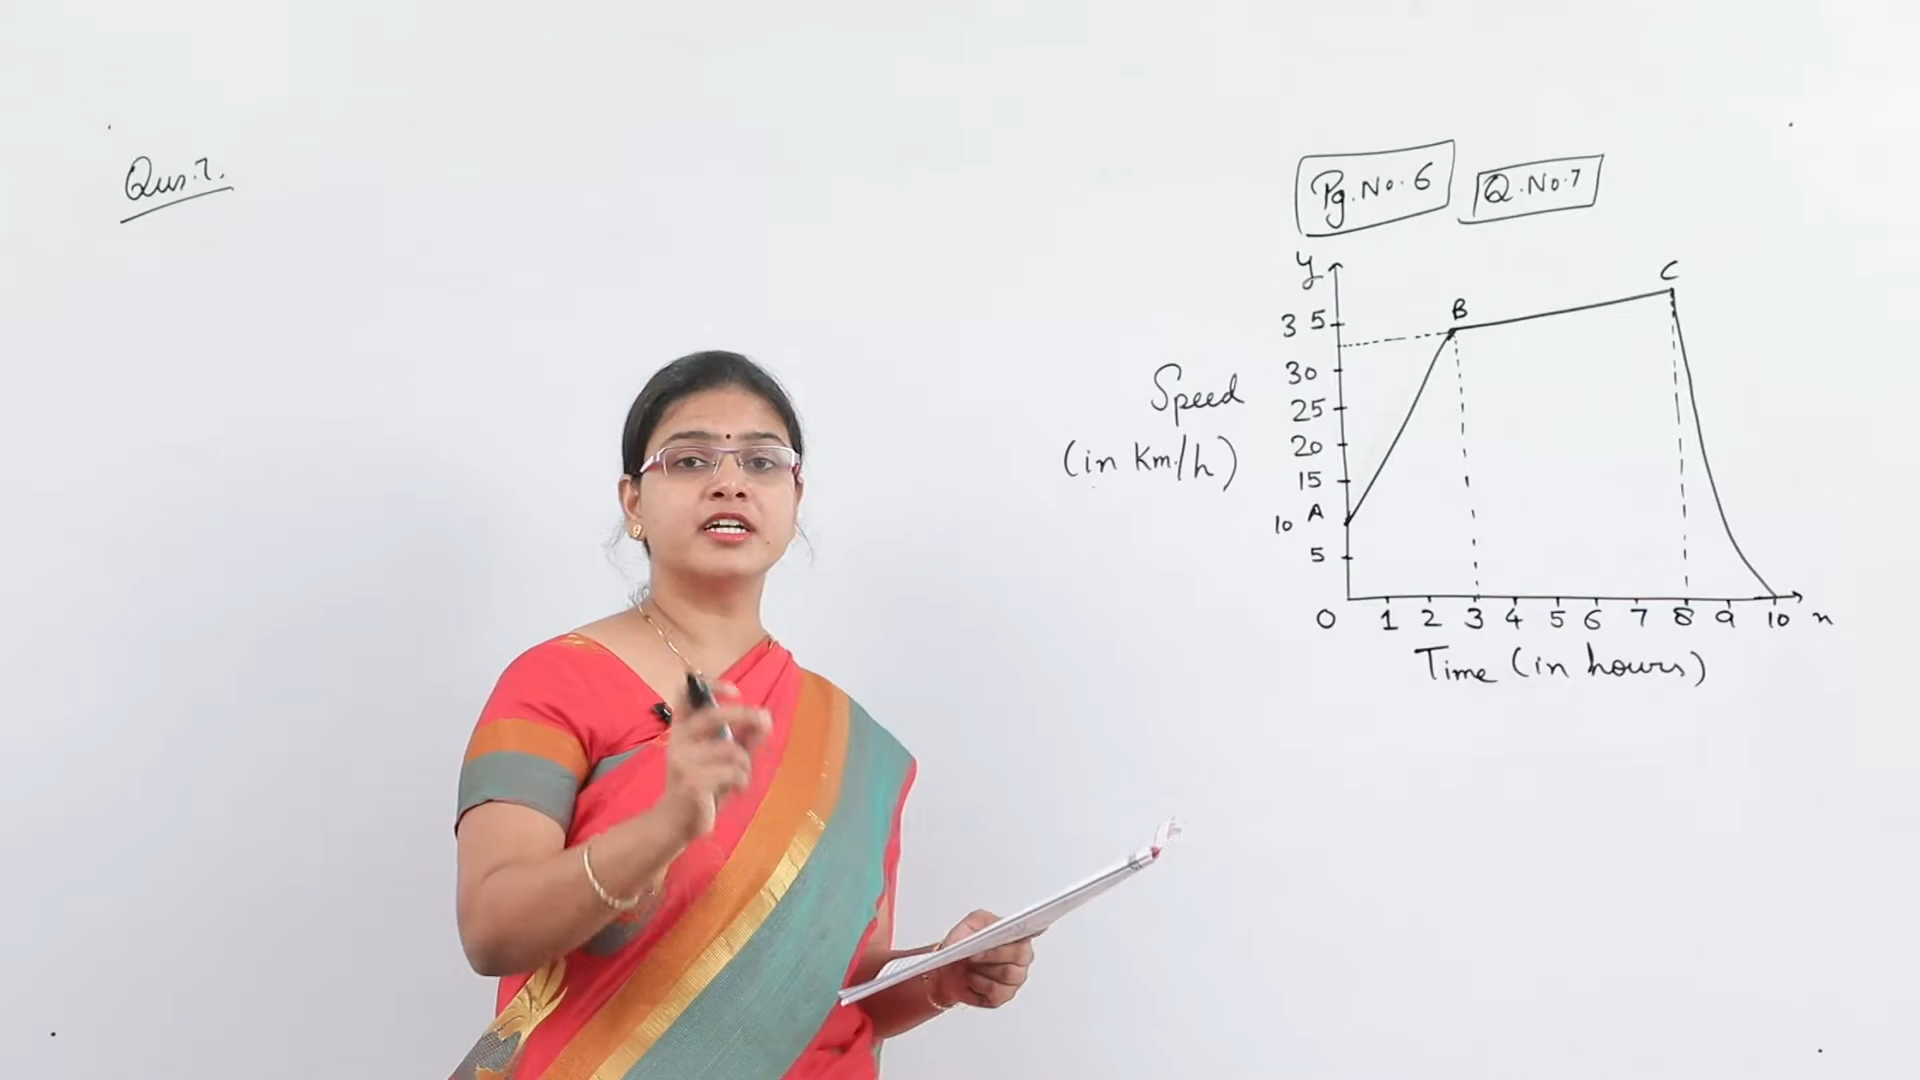 Qus.7.
Pg.No.6 Q.No.7
y
C
B
35
Speed
30
25
(in Km/h)
20
15
A
10
5
0 1 2 3 4 5 6 7 8 9 10 x
Time (in hours)